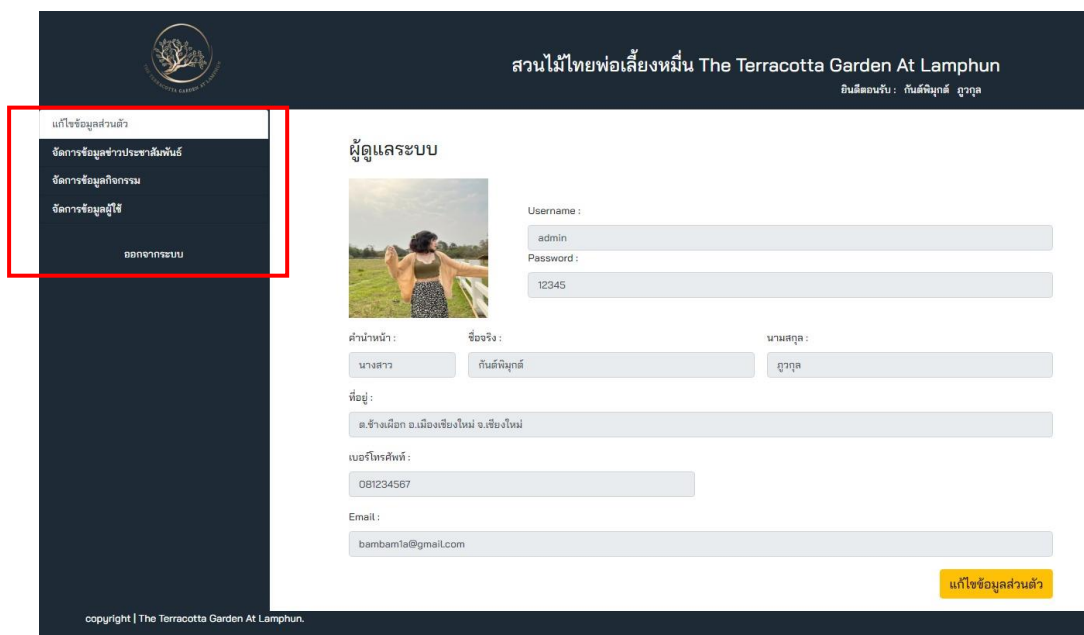 THE TERRACOTTA GARDEN AT LAMPHUN
สวนไม้ไทยพ่อเลี้ยงหมื่น The Terracotta Garden At Lamphun
ยินดีตอนรับ : กันต์พิมุกต์ ภูวกุล
แก้ไขข้อมูลส่วนตัว
จัดการข้อมูลข่าวประชาสัมพันธ์
จัดการข้อมูลกิจกรรม
จัดการข้อมูลผู้ใช้
ออกจากระบบ
ผู้ดูแลระบบ
Username :
admin
Password :
12345
คำนำหน้า : ชื่อจริง : นามสกุล :
นางสาว กันต์พิมุกต์ ภูวกุล
ที่อยู่ :
ต.ช้างเผือก อ.เมืองเชียงใหม่ จ.เชียงใหม่
เบอร์โทรศัพท์ :
081234567
Email :
bambam1a@gmail.com
แก้ไขข้อมูลส่วนตัว
copyright | The Terracotta Garden At Lamphun.